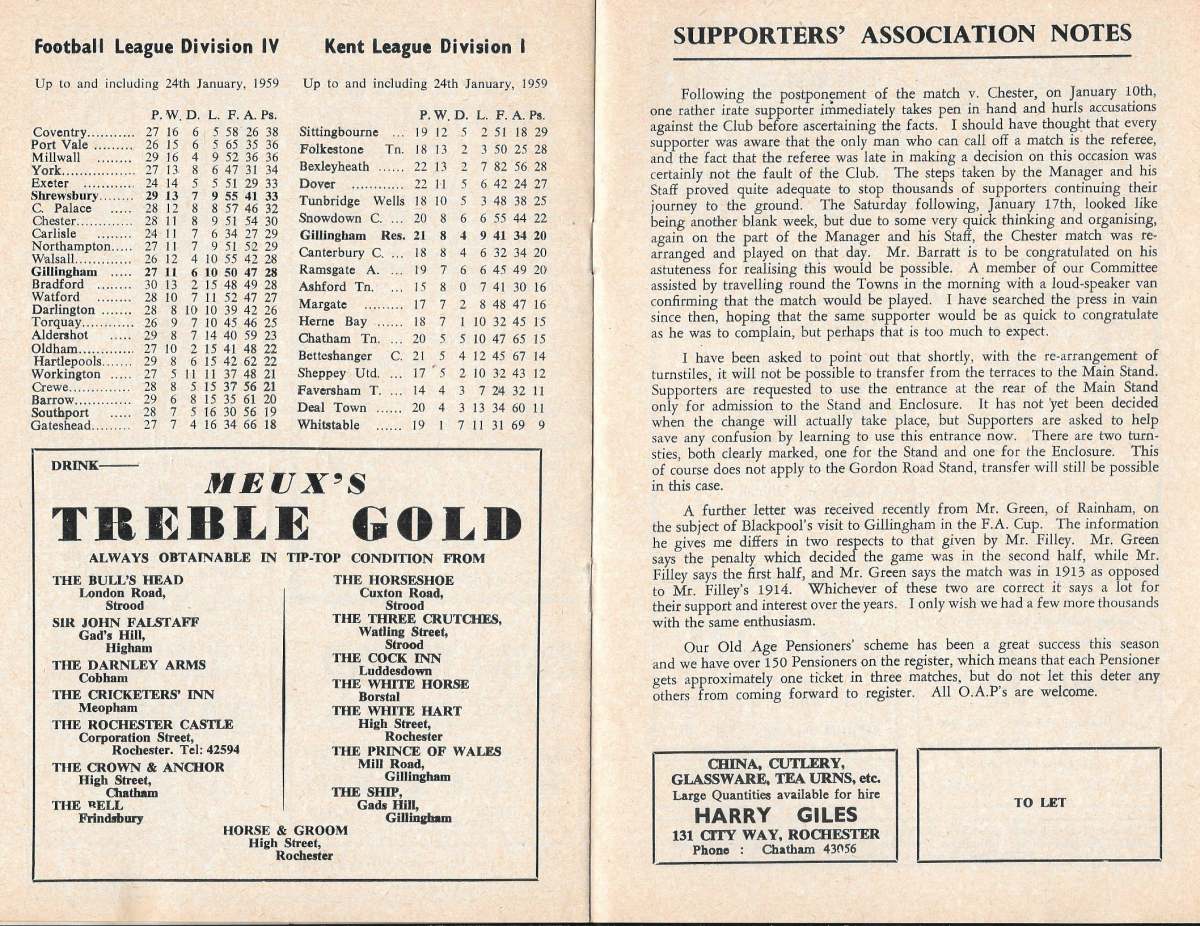 Football League Division IV
Up to and including 24th January, 1959
P. W. D. L. F. A. Ps.
Coventry........... 27 16 6 5 58 26 38
Port Vale ......... 26 15 6 5 65 35 36
Millwall ........ 29 16 4 9 52 36 36
York................. 27 13 8 6 47 31 34
Exeter ............ 24 14 5 5 51 29 33
Shrewsbury........ 29 13 7 9 55 41 33
C. Palace ..... 28 12 8 8 57 46 32
Chester............. 28 11 8 9 51 54 30
Carlisle ........ 24 11 7 6 34 27 29
Northampton..... 27 11 7 9 51 52 29
Walsall............. 26 12 4 10 55 42 28
Gillingham ..... 27 11 6 10 50 47 28
Bradford ........ 30 13 2 15 48 49 28
Watford ........ 28 10 7 11 52 47 27
Darlington ....... 28 8 10 10 39 42 26
Torquay............ 26 9 7 10 45 46 25
Aldershot ..... 29 8 7 14 40 59 23
Oldham............ 27 10 2 15 41 48 22
Hartlepools....... 29 8 6 15 42 62 22
Workington ..... 27 5 11 11 37 48 21
Crewe.............. 28 8 5 15 37 56 21
Barrow............. 29 6 8 15 35 61 20
Southport ..... 28 7 5 16 30 56 19
Gateshead......... 27 7 4 16 34 66 18
Kent League Division I
Up to and including 24th January, 1959
P. W. D. L. F. A. Ps.
Sittingbourne ... 19 12 5 2 51 18 29
Folkestone Tn. 18 13 2 3 50 25 28
Bexleyheath ...... 22 13 2 7 82 56 28
Dover ............ 22 11 5 6 42 24 27
Tunbridge Wells 18 10 5 3 48 38 25
Snowdown C. ... 20 8 6 6 55 44 22
Gillingham Res. 21 8 4 9 41 34 20
Canterbury C. ... 18 8 4 6 32 34 20
Ramsgate A. ... 19 7 6 6 45 49 20
Ashford Tn. ... 15 8 0 7 41 30 16
Margate ......... 17 7 2 8 48 47 16
Herne Bay ...... 18 7 1 10 32 45 15
Chatham Tn. ... 20 5 5 10 47 65 15
Betteshanger C. 21 5 4 12 45 67 14
Sheppey Utd. ... 17 5 2 10 32 43 12
Faversham T. ... 14 4 3 7 24 32 11
Deal Town ...... 20 4 3 13 34 60 11
Whitstable ...... 19 1 7 11 31 69 9
DRINK——
MEUX'S
TREBLE GOLD
ALWAYS OBTAINABLE IN TIP-TOP CONDITION FROM
THE BULL'S HEAD
London Road,
Strood
SIR JOHN FALSTAFF
Gad's Hill,
Higham
THE DARNLEY ARMS
Cobham
THE CRICKETERS' INN
Meopham
THE ROCHESTER CASTLE
Corporation Street,
Rochester. Tel: 42594
THE CROWN & ANCHOR
High Street,
Chatham
THE BELL
Frindsbury
THE HORSESHOE
Cuxton Road,
Strood
THE THREE CRUTCHES,
Watling Street,
Strood
THE COCK INN
Luddesdown
THE WHITE HORSE
Borstal
THE WHITE HART
High Street,
Rochester
THE PRINCE OF WALES
Mill Road,
Gillingham
THE SHIP,
Gads Hill,
Gillingham
HORSE & GROOM
High Street,
Rochester
SUPPORTERS' ASSOCIATION NOTES
Following the postponement of the match v. Chester, on January 10th,
one rather irate supporter immediately takes pen in hand and hurls accusations
against the Club before ascertaining the facts. I should have thought that every
supporter was aware that the only man who can call off a match is the referee,
and the fact that the referee was late in making a decision on this occasion was
certainly not the fault of the Club. The steps taken by the Manager and his
Staff proved quite adequate to stop thousands of supporters continuing their
journey to the ground. The Saturday following, January 17th, looked like
being another blank week, but due to some very quick thinking and organising,
again on the part of the Manager and his Staff, the Chester match was re-
arranged and played on that day. Mr. Barratt is to be congratulated on his
astuteness for realising this would be possible. A member of our Committee
assisted by travelling round the Towns in the morning with a loud-speaker van
confirming that the match would be played. I have searched the press in vain
since then, hoping that the same supporter would be as quick to congratulate
as he was to complain, but perhaps that is too much to expect.
I have been asked to point out that shortly, with the re-arrangement of
turnstiles, it will not be possible to transfer from the terraces to the Main Stand.
Supporters are requested to use the entrance at the rear of the Main Stand
only for admission to the Stand and Enclosure. It has not yet been decided
when the change will actually take place, but Supporters are asked to help
save any confusion by learning to use this entrance now. There are two turn-
sties, both clearly marked, one for the Stand and one for the Enclosure. This
of course does not apply to the Gordon Road Stand, transfer will still be possible
in this case.
A further letter was received recently from Mr. Green, of Rainham, on
the subject of Blackpool's visit to Gillingham in the F.A. Cup. The information
he gives me differs in two respects to that given by Mr. Filley. Mr. Green
says the penalty which decided the game was in the second half, while Mr.
Filley says the first half, and Mr. Green says the match was in 1913 as opposed
to Mr. Filley's 1914. Whichever of these two are correct it says a lot for
their support and interest over the years. I only wish we had a few more thousands
with the same enthusiasm.
Our Old Age Pensioners' scheme has been a great success this season
and we have over 150 Pensioners on the register, which means that each Pensioner
gets approximately one ticket in three matches, but do not let this deter any
others from coming forward to register. All O.A.P's are welcome.
CHINA, CUTLERY,
GLASSWARE, TEA URNS, etc.
Large Quantities available for hire
HARRY GILES
131 CITY WAY, ROCHESTER
Phone : Chatham 43056
TO LET